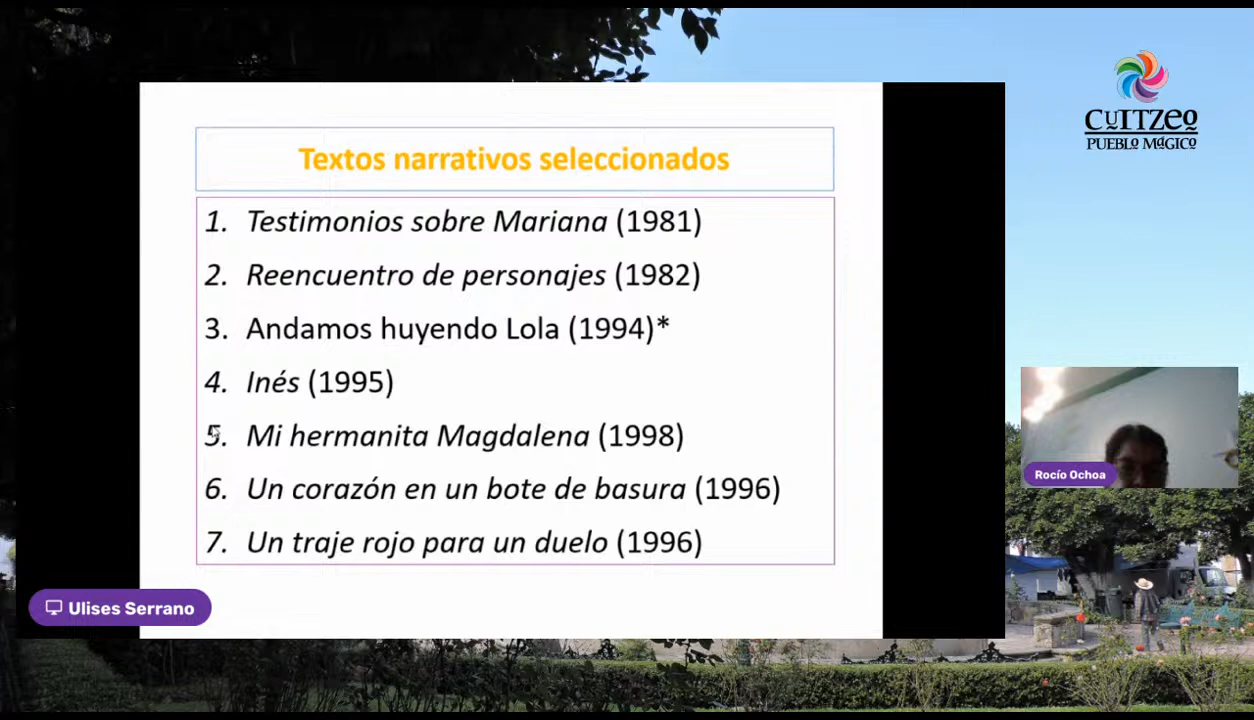 CUITZEO
PUEBLO MÁGICO
Textos narrativos seleccionados
1. Testimonios sobre Mariana (1981)
2. Reencuentro de personajes (1982)
3. Andamos huyendo Lola (1994)*
4. Inés (1995)
5. Mi hermanita Magdalena (1998)
6. Un corazón en un bote de basura (1996)
7. Un traje rojo para un duelo (1996)
Rocío Ochoa
Ulises Serrano